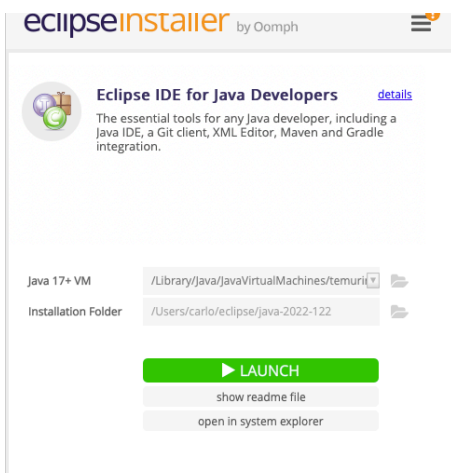 eclipseinstaller by Oomph
Eclipse IDE for Java Developers details
The essential tools for any Java developer, including a
Java IDE, a Git client, XML Editor, Maven and Gradle
integration.
Java 17+ VM /Library/Java/JavaVirtualMachines/temurin
Installation Folder /Users/carlo/eclipse/java-2022-122
LAUNCH
show readme file
open in system explorer